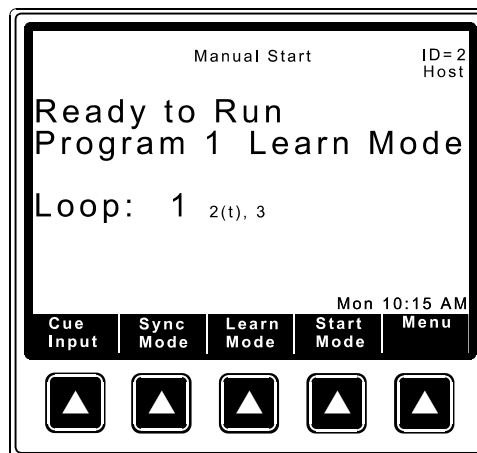 Manual Start
ID=2
Host
Ready to Run
Program 1 Learn Mode
Loop: 1 2(t), 3
Mon 10:15 AM
Cue Input
Sync Mode
Learn Mode
Start Mode
Menu